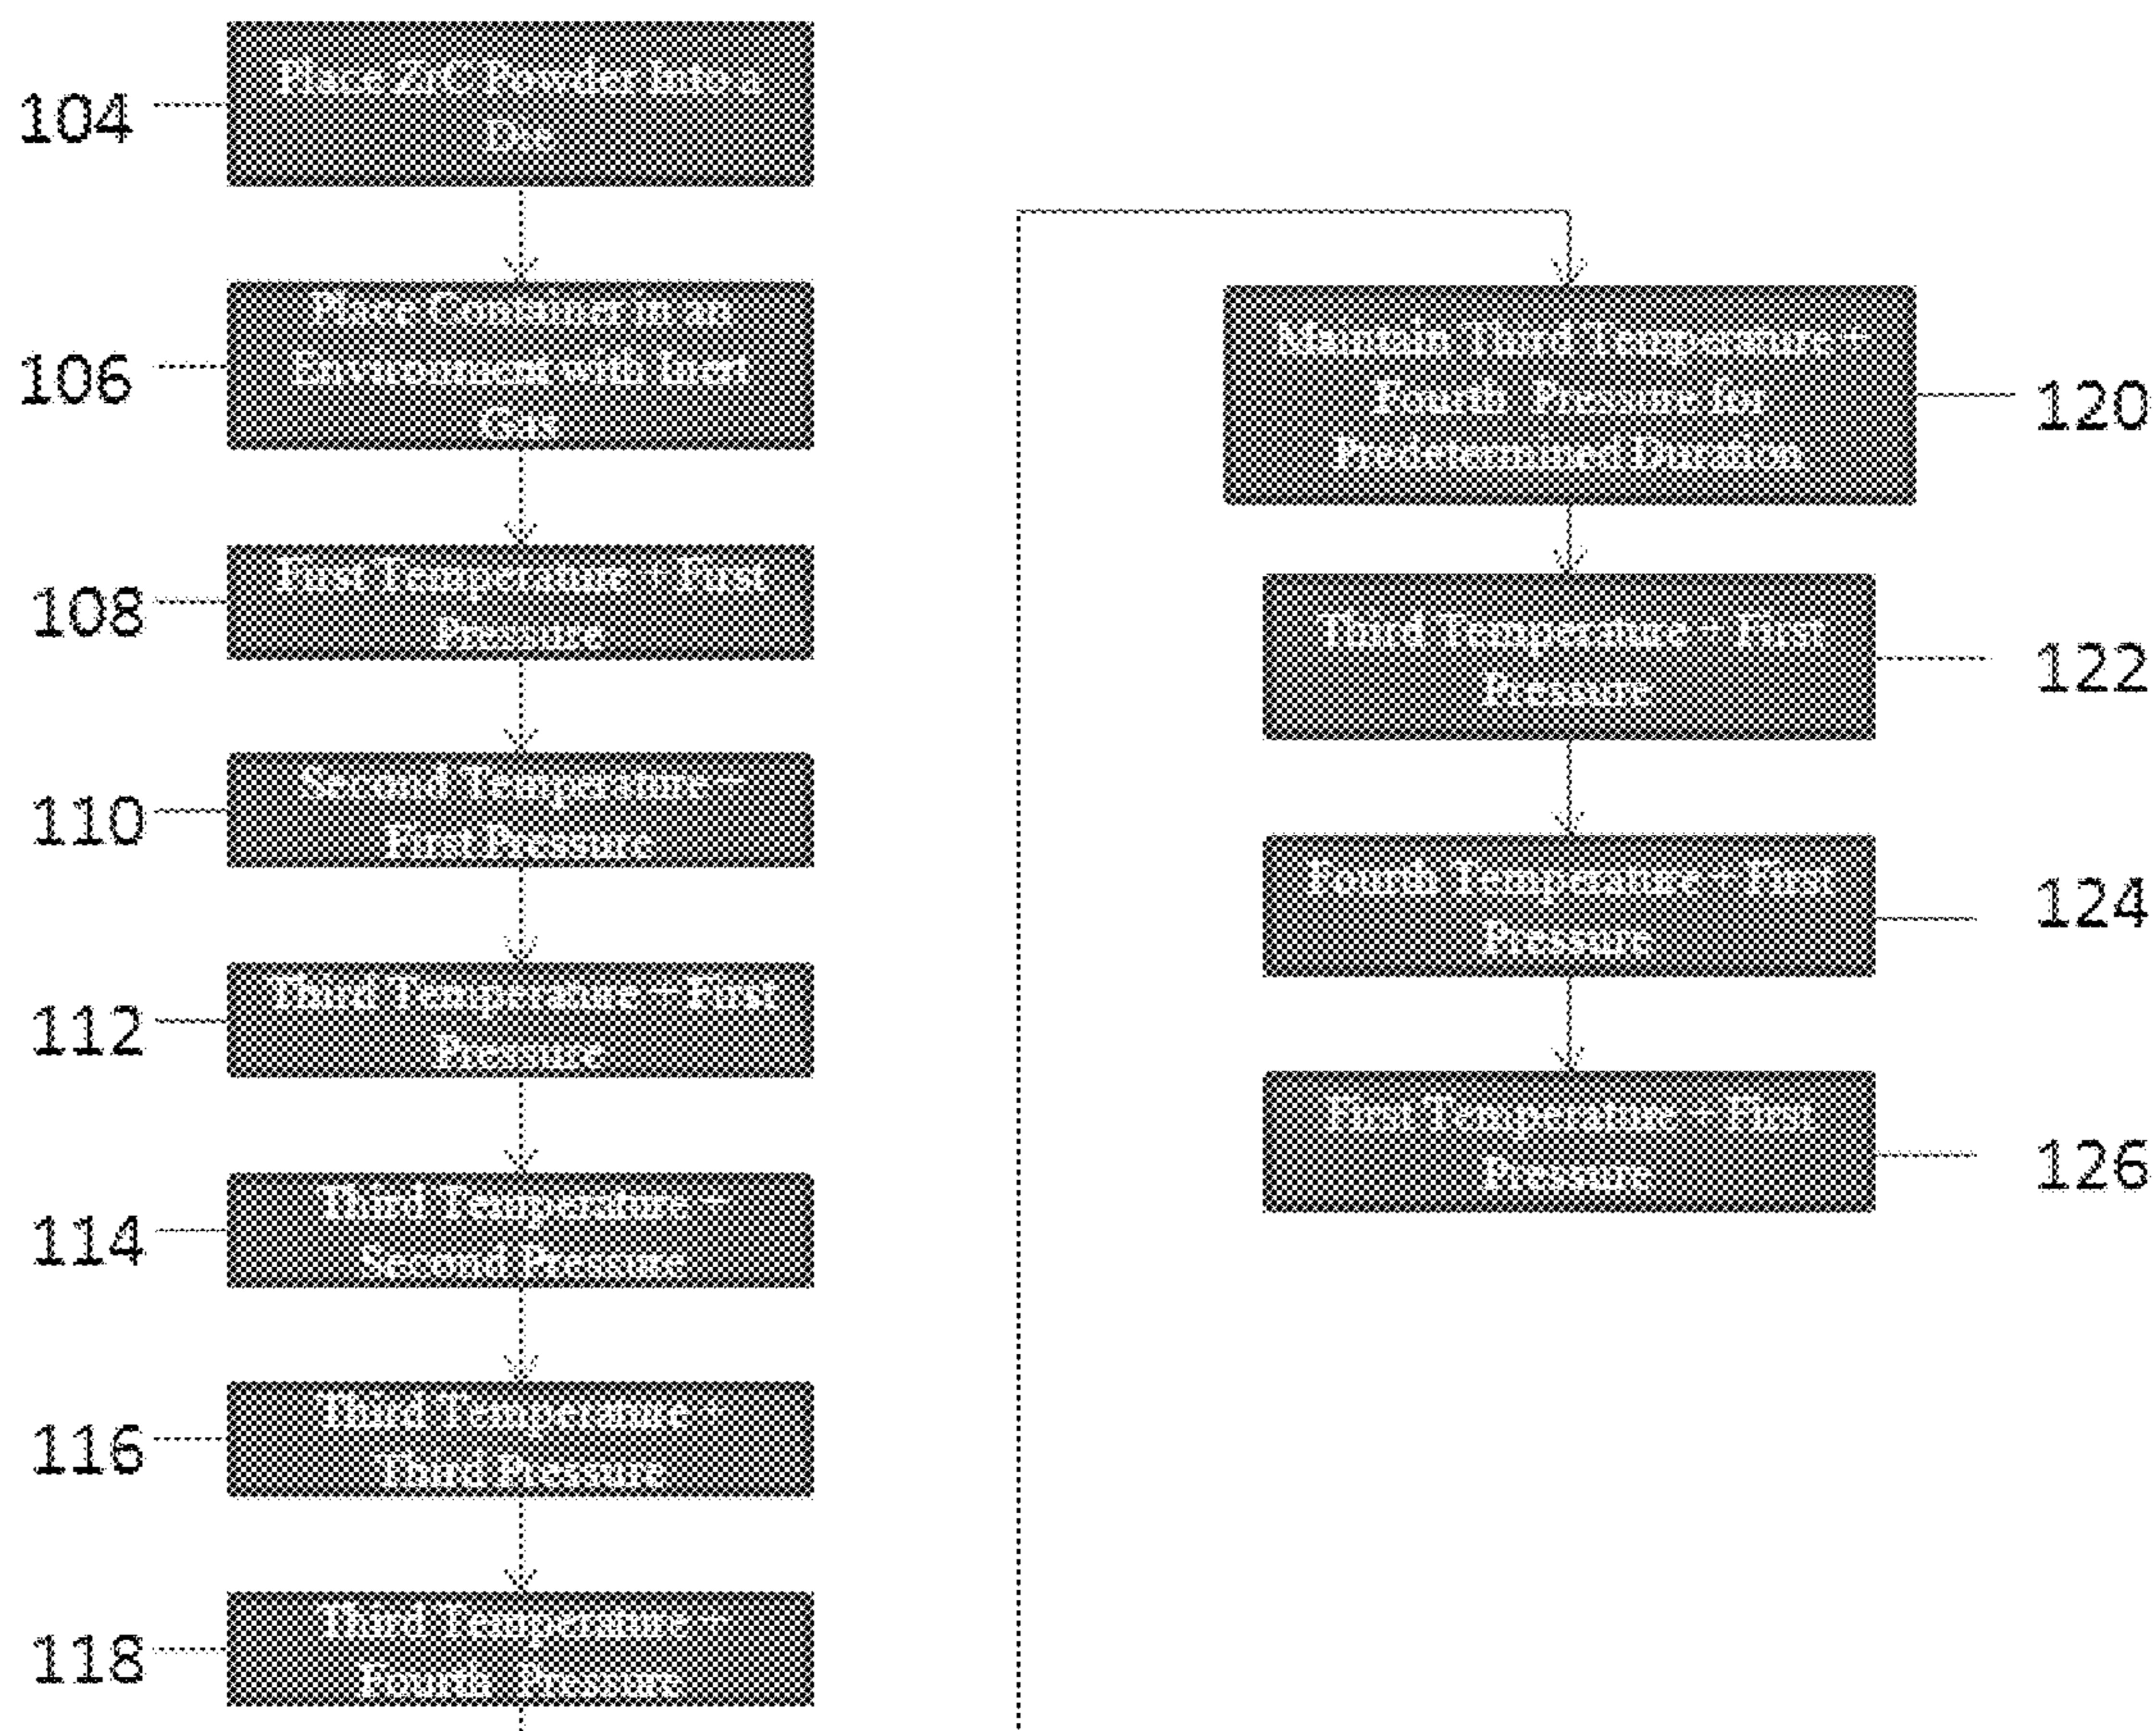 104
Place ZrC Powder Into a
Die
106
Place Container in an
Environment with Inert
Gas
108
First Temperature + First
Pressure
110
Second Temperature +
First Pressure
112
Third Temperature + First
Pressure
114
Third Temperature +
Second Pressure
116
Third Temperature +
Third Pressure
118
Third Temperature +
Fourth Pressure
Maintain Third Temperature +
Fourth Pressure for
Predetermined Duration
120
Third Temperature + First
Pressure
122
Fourth Temperature + First
Pressure
124
First Temperature + First
Pressure
126